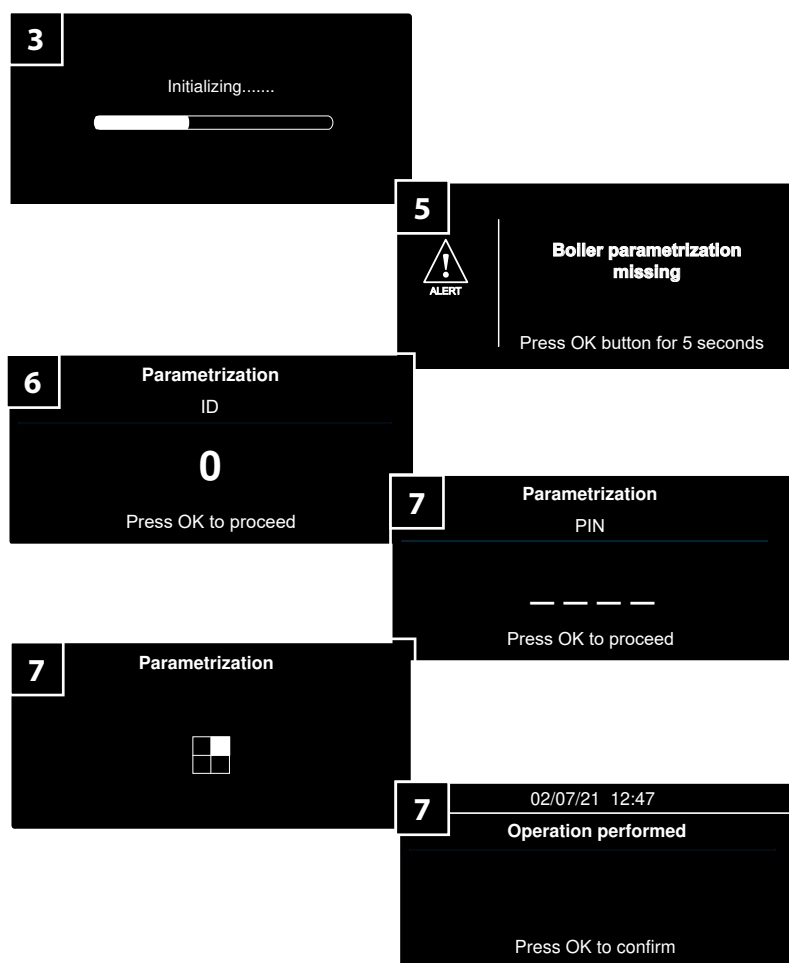 3
Initializing.......
5
ALERT
Boiler parametrization
missing
Press OK button for 5 seconds
6
Parametrization
ID
0
Press OK to proceed
7
Parametrization
PIN
_ _ _ _
Press OK to proceed
7
Parametrization
7
02/07/21 12:47
Operation performed
Press OK to confirm